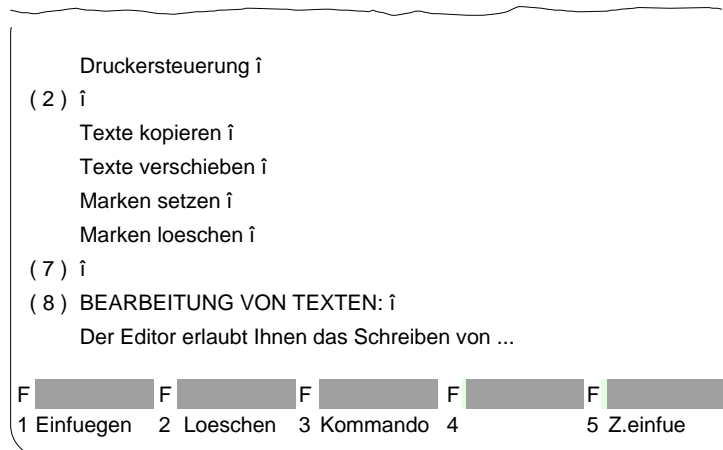 Druckersteuerung î
( 2 ) î
Texte kopieren î
Texte verschieben î
Marken setzen î
Marken loeschen î
( 7 ) î
( 8 ) BEARBEITUNG VON TEXTEN: î
Der Editor erlaubt Ihnen das Schreiben von ...
F F F F F
1 Einfuegen 2 Loeschen 3 Kommando 4 5 Z.einfue